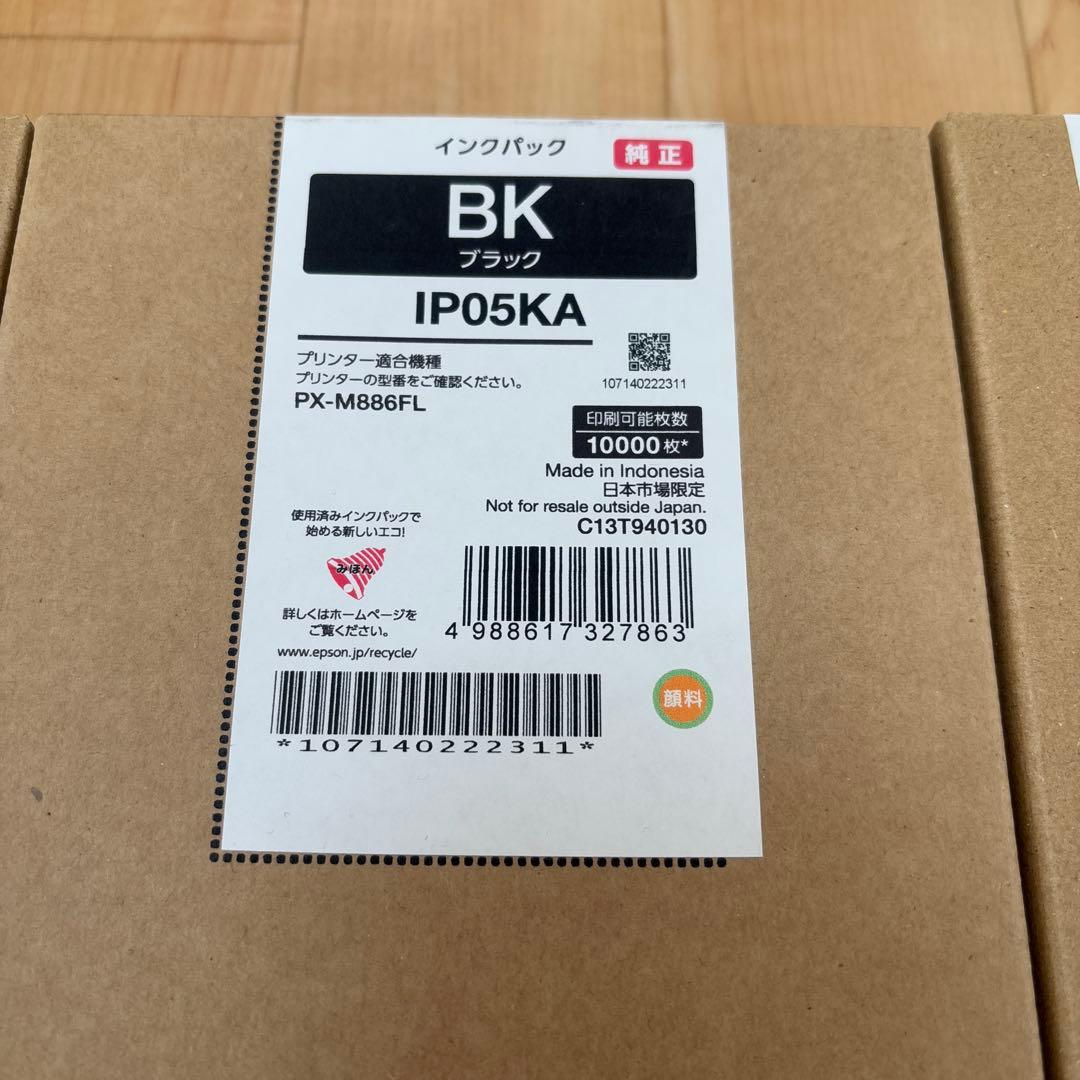 インクパック
純正
BK
ブラック
IP05KA
プリンター適合機種
プリンターの型番をご確認ください。
PX-M886FL
107140222311
印刷可能枚数
10000枚*
Made in Indonesia
日本市場限定
Not for resale outside Japan.
C13T940130
使用済みインクパックで
始める新しいエコ!
みほん
詳しくはホームページを
ご覧ください。
www.epson.jp/recycle/
4 988617 327863
顔料
*107140222311*